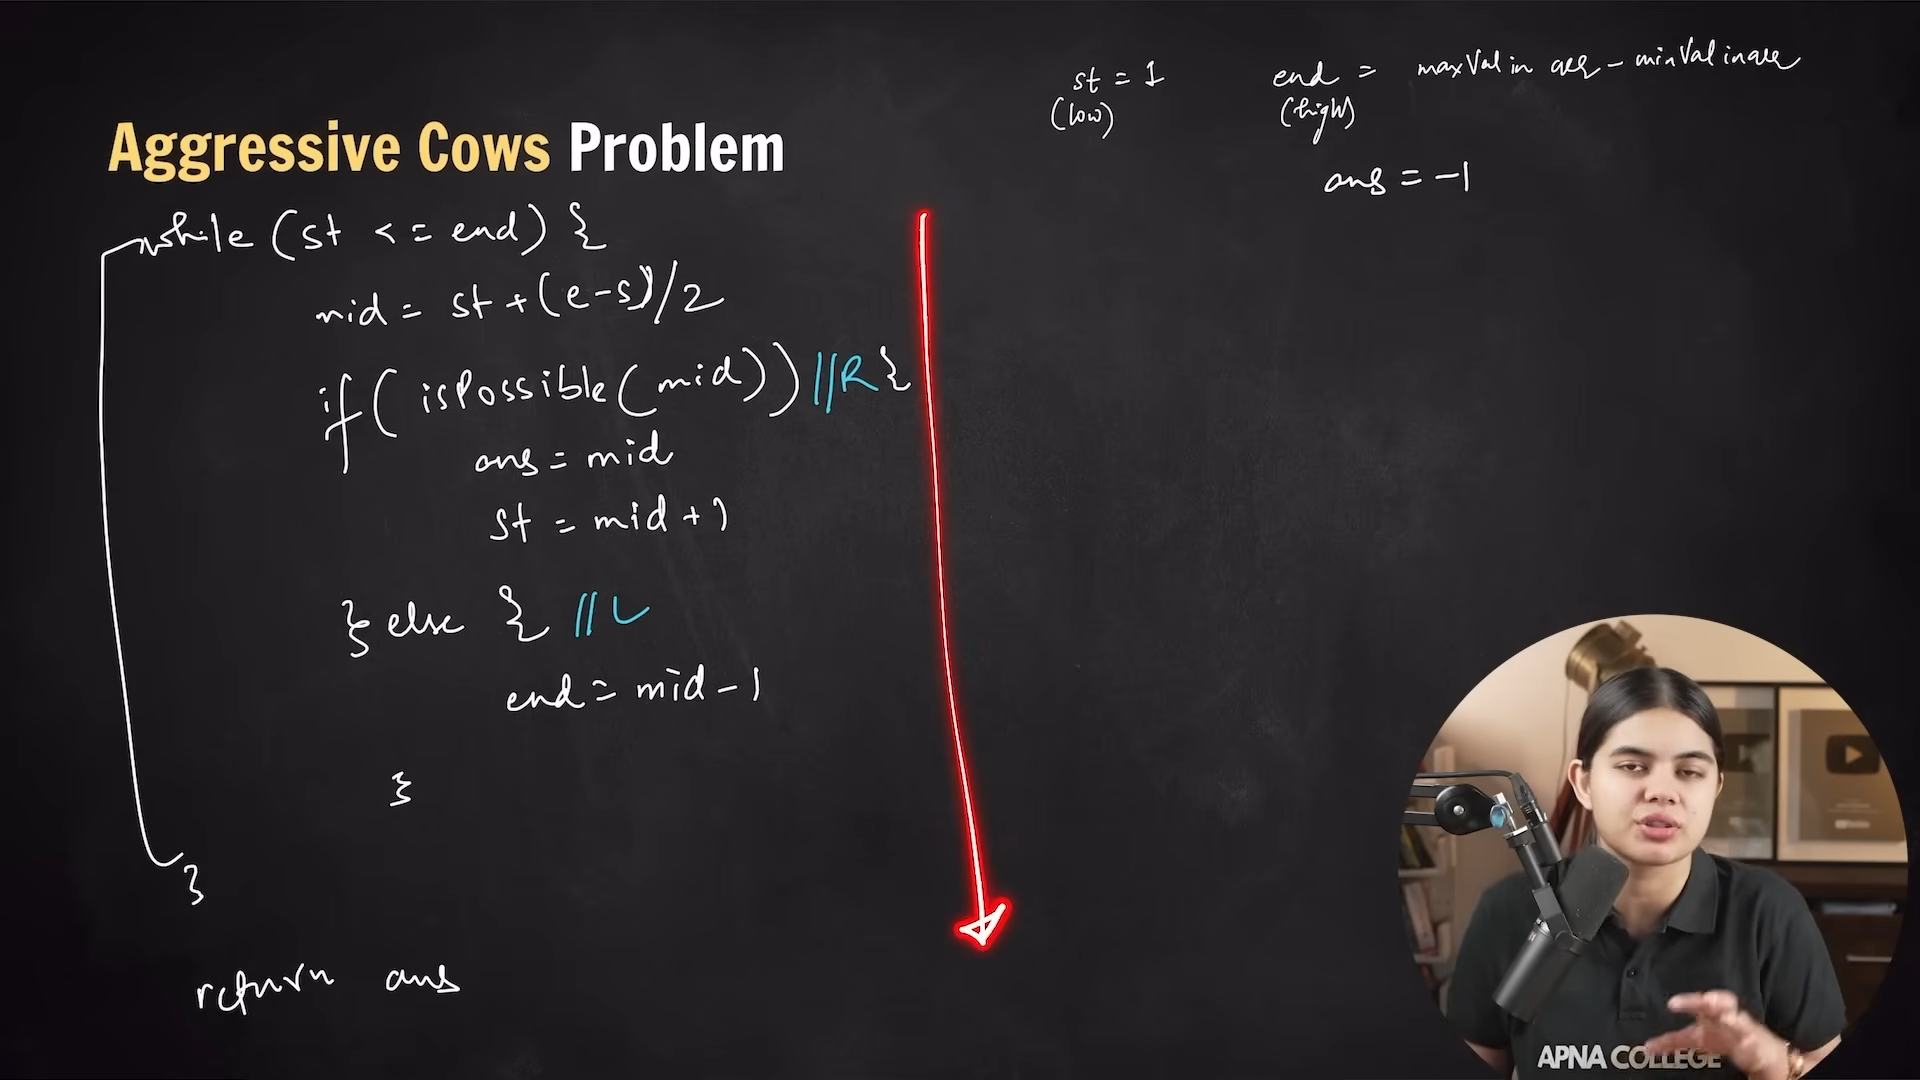 st = 1
(low)
end = maxVal in arr - minVal in arr
(high)
ans = -1
Aggressive Cows Problem
while (st <= end) {
mid = st + (e-s)/2
if ( isPossible (mid)) //R {
ans = mid
st = mid + 1
} else { //L
end = mid - 1
}
}
return ans
APNA COLLEGE